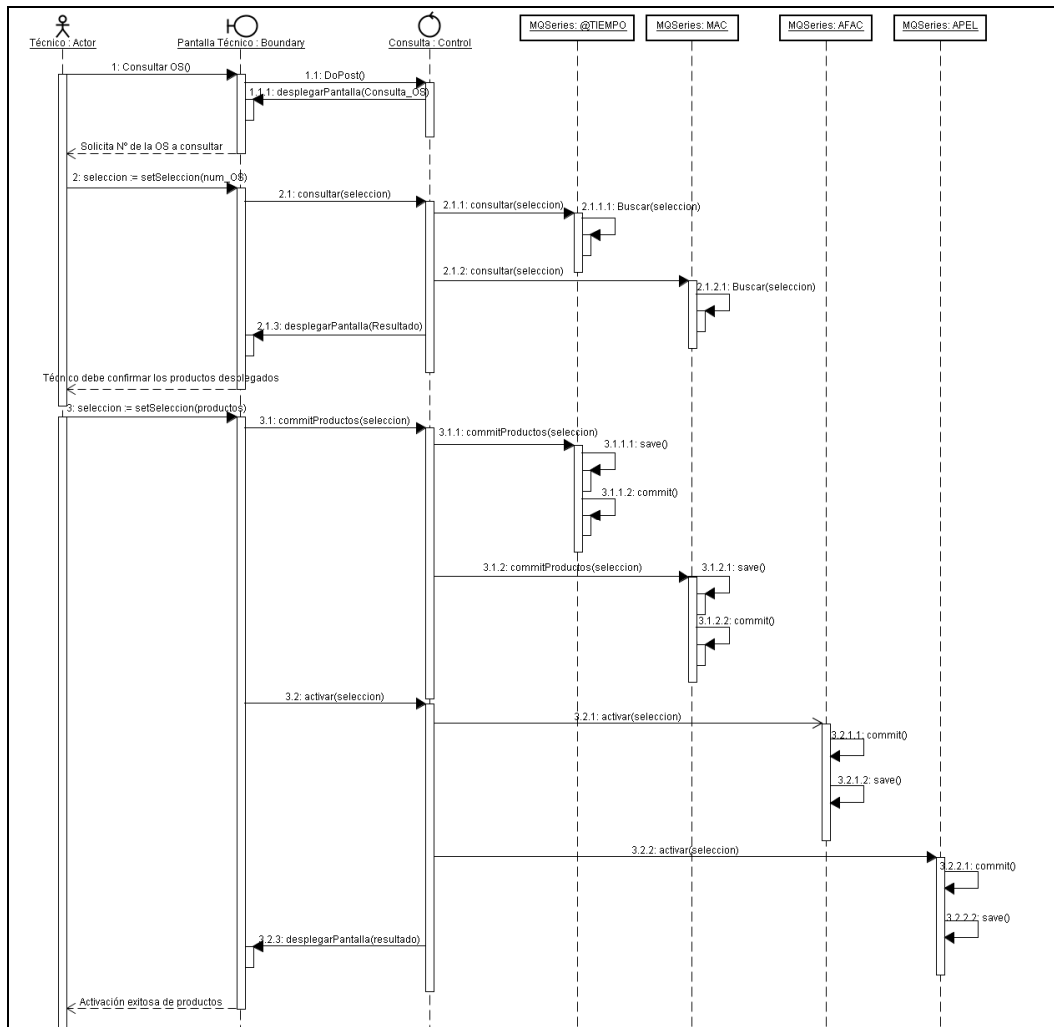 Técnico : Actor
Pantalla Técnico : Boundary
Consulta : Control
MQSeries: @TIEMPO
MQSeries: MAC
MQSeries: AFAC
MQSeries: APEL
1: Consultar OS()
1.1: DoPost()
1.1.1: desplegarPantalla(Consulta_OS)
Solicita Nº de la OS a consultar
2: seleccion := setSeleccion(num_OS)
2.1: consultar(seleccion)
2.1.1: consultar(seleccion)
2.1.1.1: Buscar(seleccion)
2.1.2: consultar(seleccion)
2.1.2.1: Buscar(seleccion)
2.1.3: desplegarPantalla(Resultado)
Técnico debe confirmar los productos desplegados
3: seleccion := setSeleccion(productos)
3.1: commitProductos(seleccion)
3.1.1: commitProductos(seleccion)
3.1.1.1: save()
3.1.1.2: commit()
3.1.2: commitProductos(seleccion)
3.1.2.1: save()
3.1.2.2: commit()
3.2: activar(seleccion)
3.2.1: activar(seleccion)
3.2.1.1: commit()
3.2.1.2: save()
3.2.2: activar(seleccion)
3.2.2.1: commit()
3.2.2.2: save()
3.2.3: desplegarPantalla(resultado)
Activación exitosa de productos